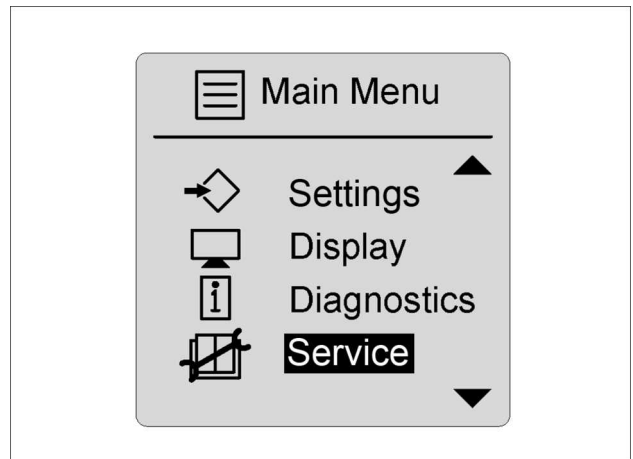 Main Menu
Settings
Display
Diagnostics
Service